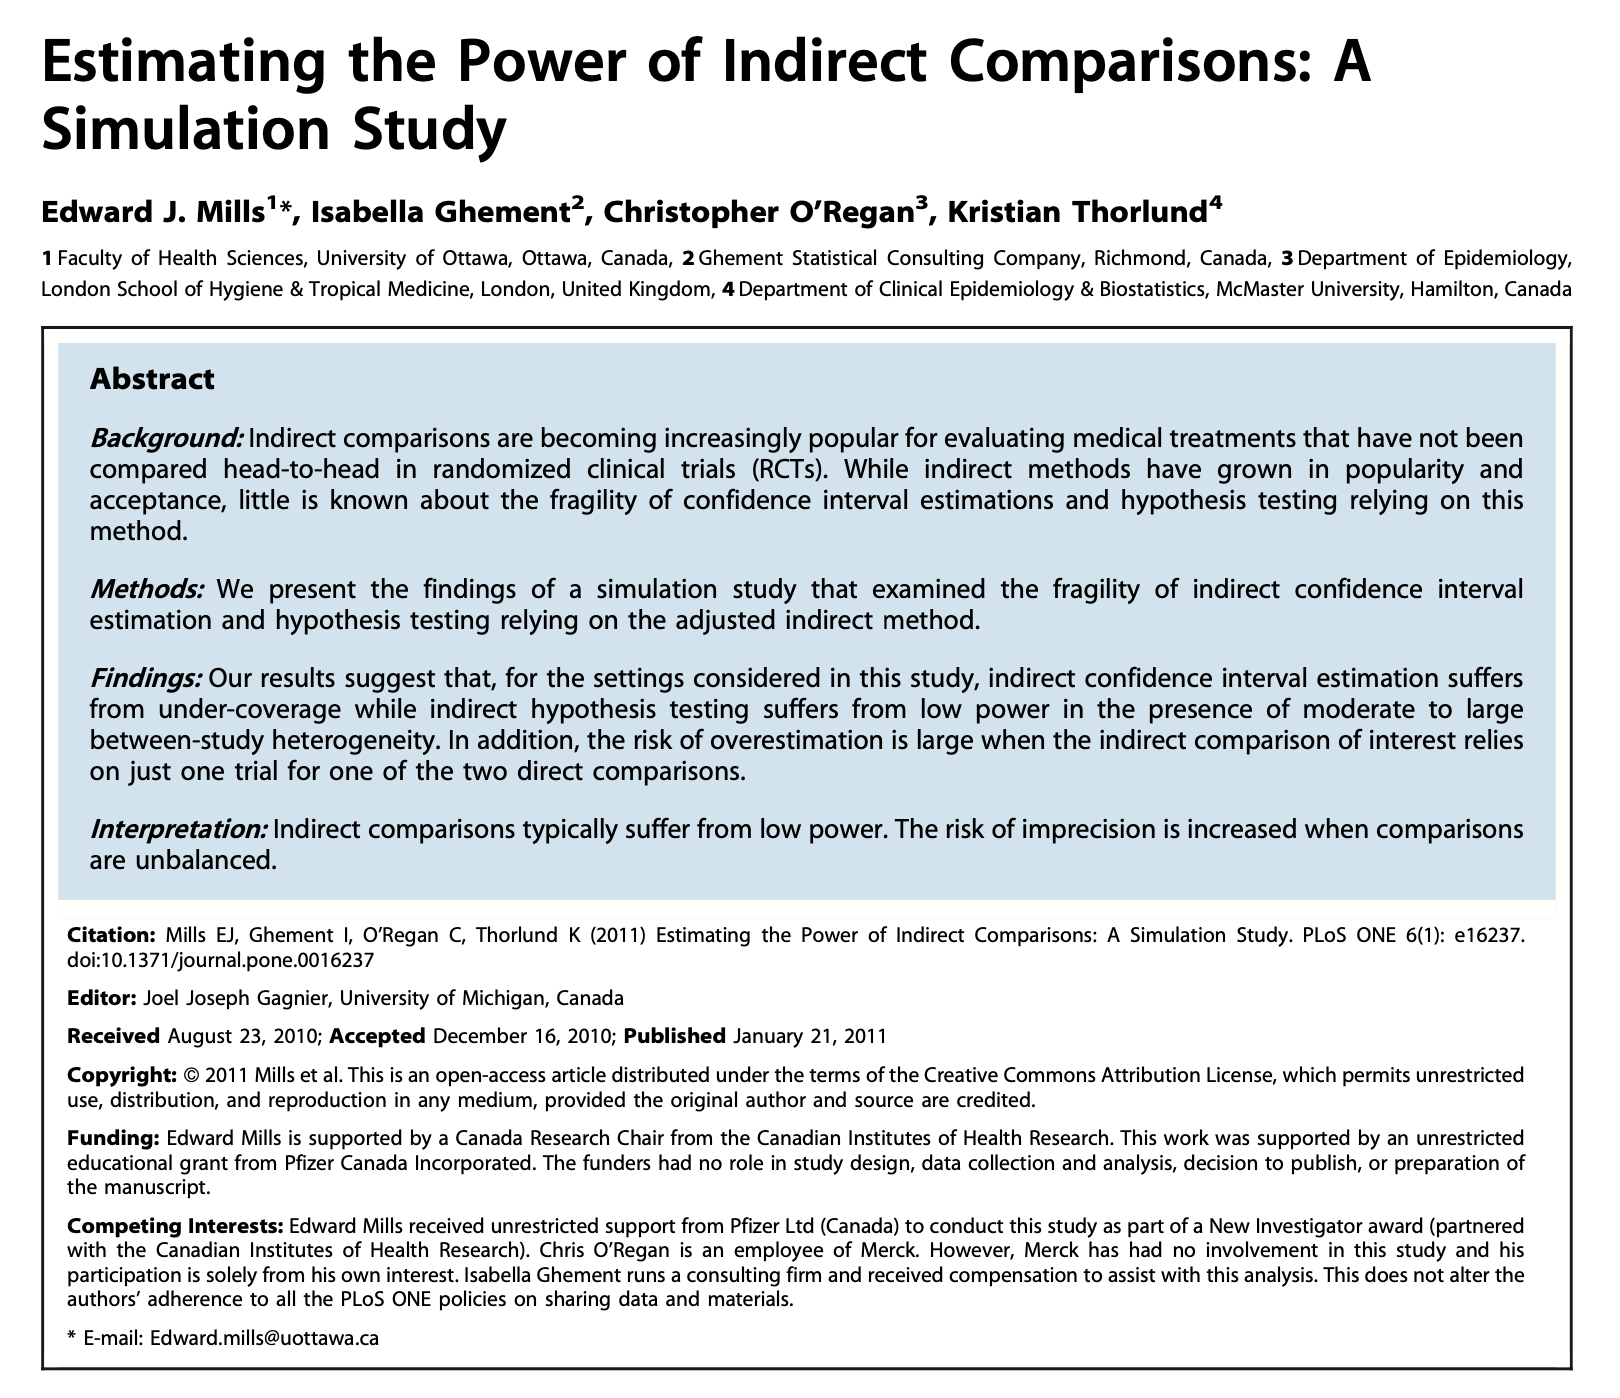 Estimating the Power of Indirect Comparisons: A
Simulation Study
Edward J. Mills1*, Isabella Ghement2, Christopher O’Regan3, Kristian Thorlund4
1 Faculty of Health Sciences, University of Ottawa, Ottawa, Canada, 2 Ghement Statistical Consulting Company, Richmond, Canada, 3 Department of Epidemiology,
London School of Hygiene & Tropical Medicine, London, United Kingdom, 4 Department of Clinical Epidemiology & Biostatistics, McMaster University, Hamilton, Canada
Abstract
Background: Indirect comparisons are becoming increasingly popular for evaluating medical treatments that have not been
compared head-to-head in randomized clinical trials (RCTs). While indirect methods have grown in popularity and
acceptance, little is known about the fragility of confidence interval estimations and hypothesis testing relying on this
method.
Methods: We present the findings of a simulation study that examined the fragility of indirect confidence interval
estimation and hypothesis testing relying on the adjusted indirect method.
Findings: Our results suggest that, for the settings considered in this study, indirect confidence interval estimation suffers
from under-coverage while indirect hypothesis testing suffers from low power in the presence of moderate to large
between-study heterogeneity. In addition, the risk of overestimation is large when the indirect comparison of interest relies
on just one trial for one of the two direct comparisons.
Interpretation: Indirect comparisons typically suffer from low power. The risk of imprecision is increased when comparisons
are unbalanced.
Citation: Mills EJ, Ghement I, O’Regan C, Thorlund K (2011) Estimating the Power of Indirect Comparisons: A Simulation Study. PLoS ONE 6(1): e16237.
doi:10.1371/journal.pone.0016237
Editor: Joel Joseph Gagnier, University of Michigan, Canada
Received August 23, 2010; Accepted December 16, 2010; Published January 21, 2011
Copyright: © 2011 Mills et al. This is an open-access article distributed under the terms of the Creative Commons Attribution License, which permits unrestricted
use, distribution, and reproduction in any medium, provided the original author and source are credited.
Funding: Edward Mills is supported by a Canada Research Chair from the Canadian Institutes of Health Research. This work was supported by an unrestricted
educational grant from Pfizer Canada Incorporated. The funders had no role in study design, data collection and analysis, decision to publish, or preparation of
the manuscript.
Competing Interests: Edward Mills received unrestricted support from Pfizer Ltd (Canada) to conduct this study as part of a New Investigator award (partnered
with the Canadian Institutes of Health Research). Chris O’Regan is an employee of Merck. However, Merck has had no involvement in this study and his
participation is solely from his own interest. Isabella Ghement runs a consulting firm and received compensation to assist with this analysis. This does not alter the
authors’ adherence to all the PLoS ONE policies on sharing data and materials.
* E-mail: Edward.mills@uottawa.ca